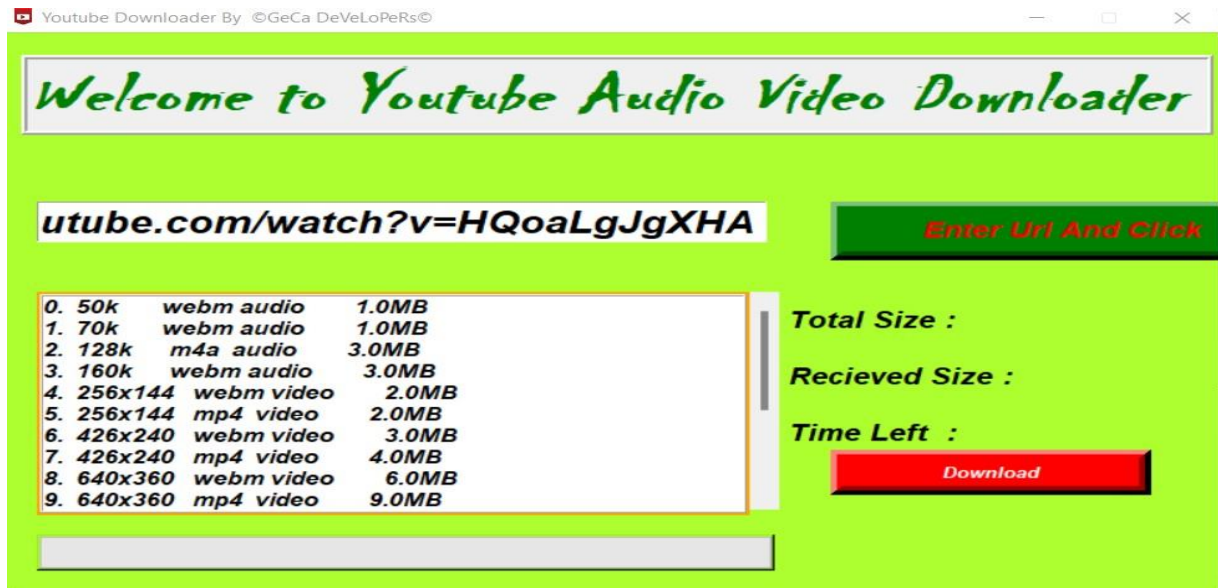 Youtube Downloader By ©GeCa DeVeLoPeRs©
Welcome to Youtube Audio Video Downloader
utube.com/watch?v=HQoaLgJgXHA
Enter Url And Click
0. 50k webm audio 1.0MB
1. 70k webm audio 1.0MB
2. 128k m4a audio 3.0MB
3. 160k webm audio 3.0MB
4. 256x144 webm video 2.0MB
5. 256x144 mp4 video 2.0MB
6. 426x240 webm video 3.0MB
7. 426x240 mp4 video 4.0MB
8. 640x360 webm video 6.0MB
9. 640x360 mp4 video 9.0MB
Total Size :
Recieved Size :
Time Left :
Download